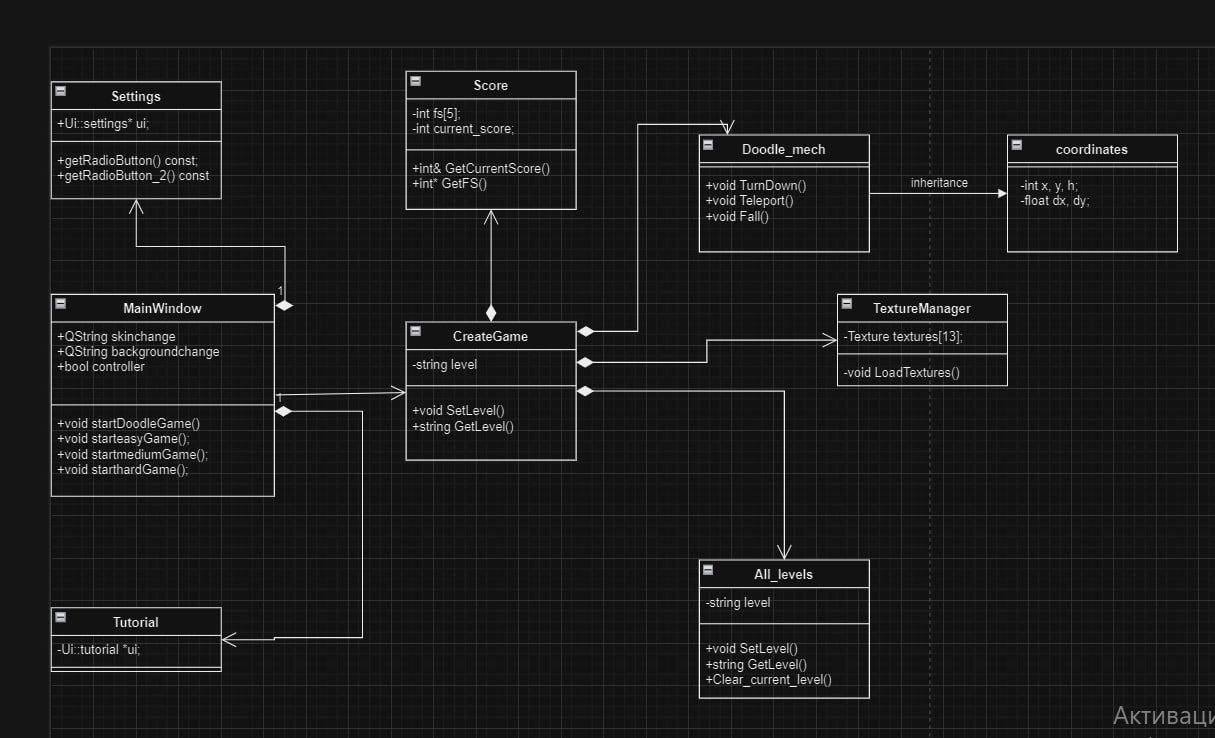 Settings
+Ui::settings* ui;
+getRadioButton() const;
+getRadioButton_2() const
Score
-int fs[5];
-int current_score;
+int& GetCurrentScore()
+int* GetFS()
Doodle_mech
+void TurnDown()
+void Teleport()
+void Fall()
inheritance
coordinates
-int x, y, h;
-float dx, dy;
1
MainWindow
+QString skinchange
+QString backgroundchange
+bool controller
1
+void startDoodleGame()
+void starteasyGame();
+void startmediumGame();
+void starthardGame();
CreateGame
-string level
+void SetLevel()
+string GetLevel()
TextureManager
-Texture textures[13];
-void LoadTextures()
Tutorial
-Ui::tutorial *ui;
All_levels
-string level
+void SetLevel()
+string GetLevel()
+Clear_current_level()